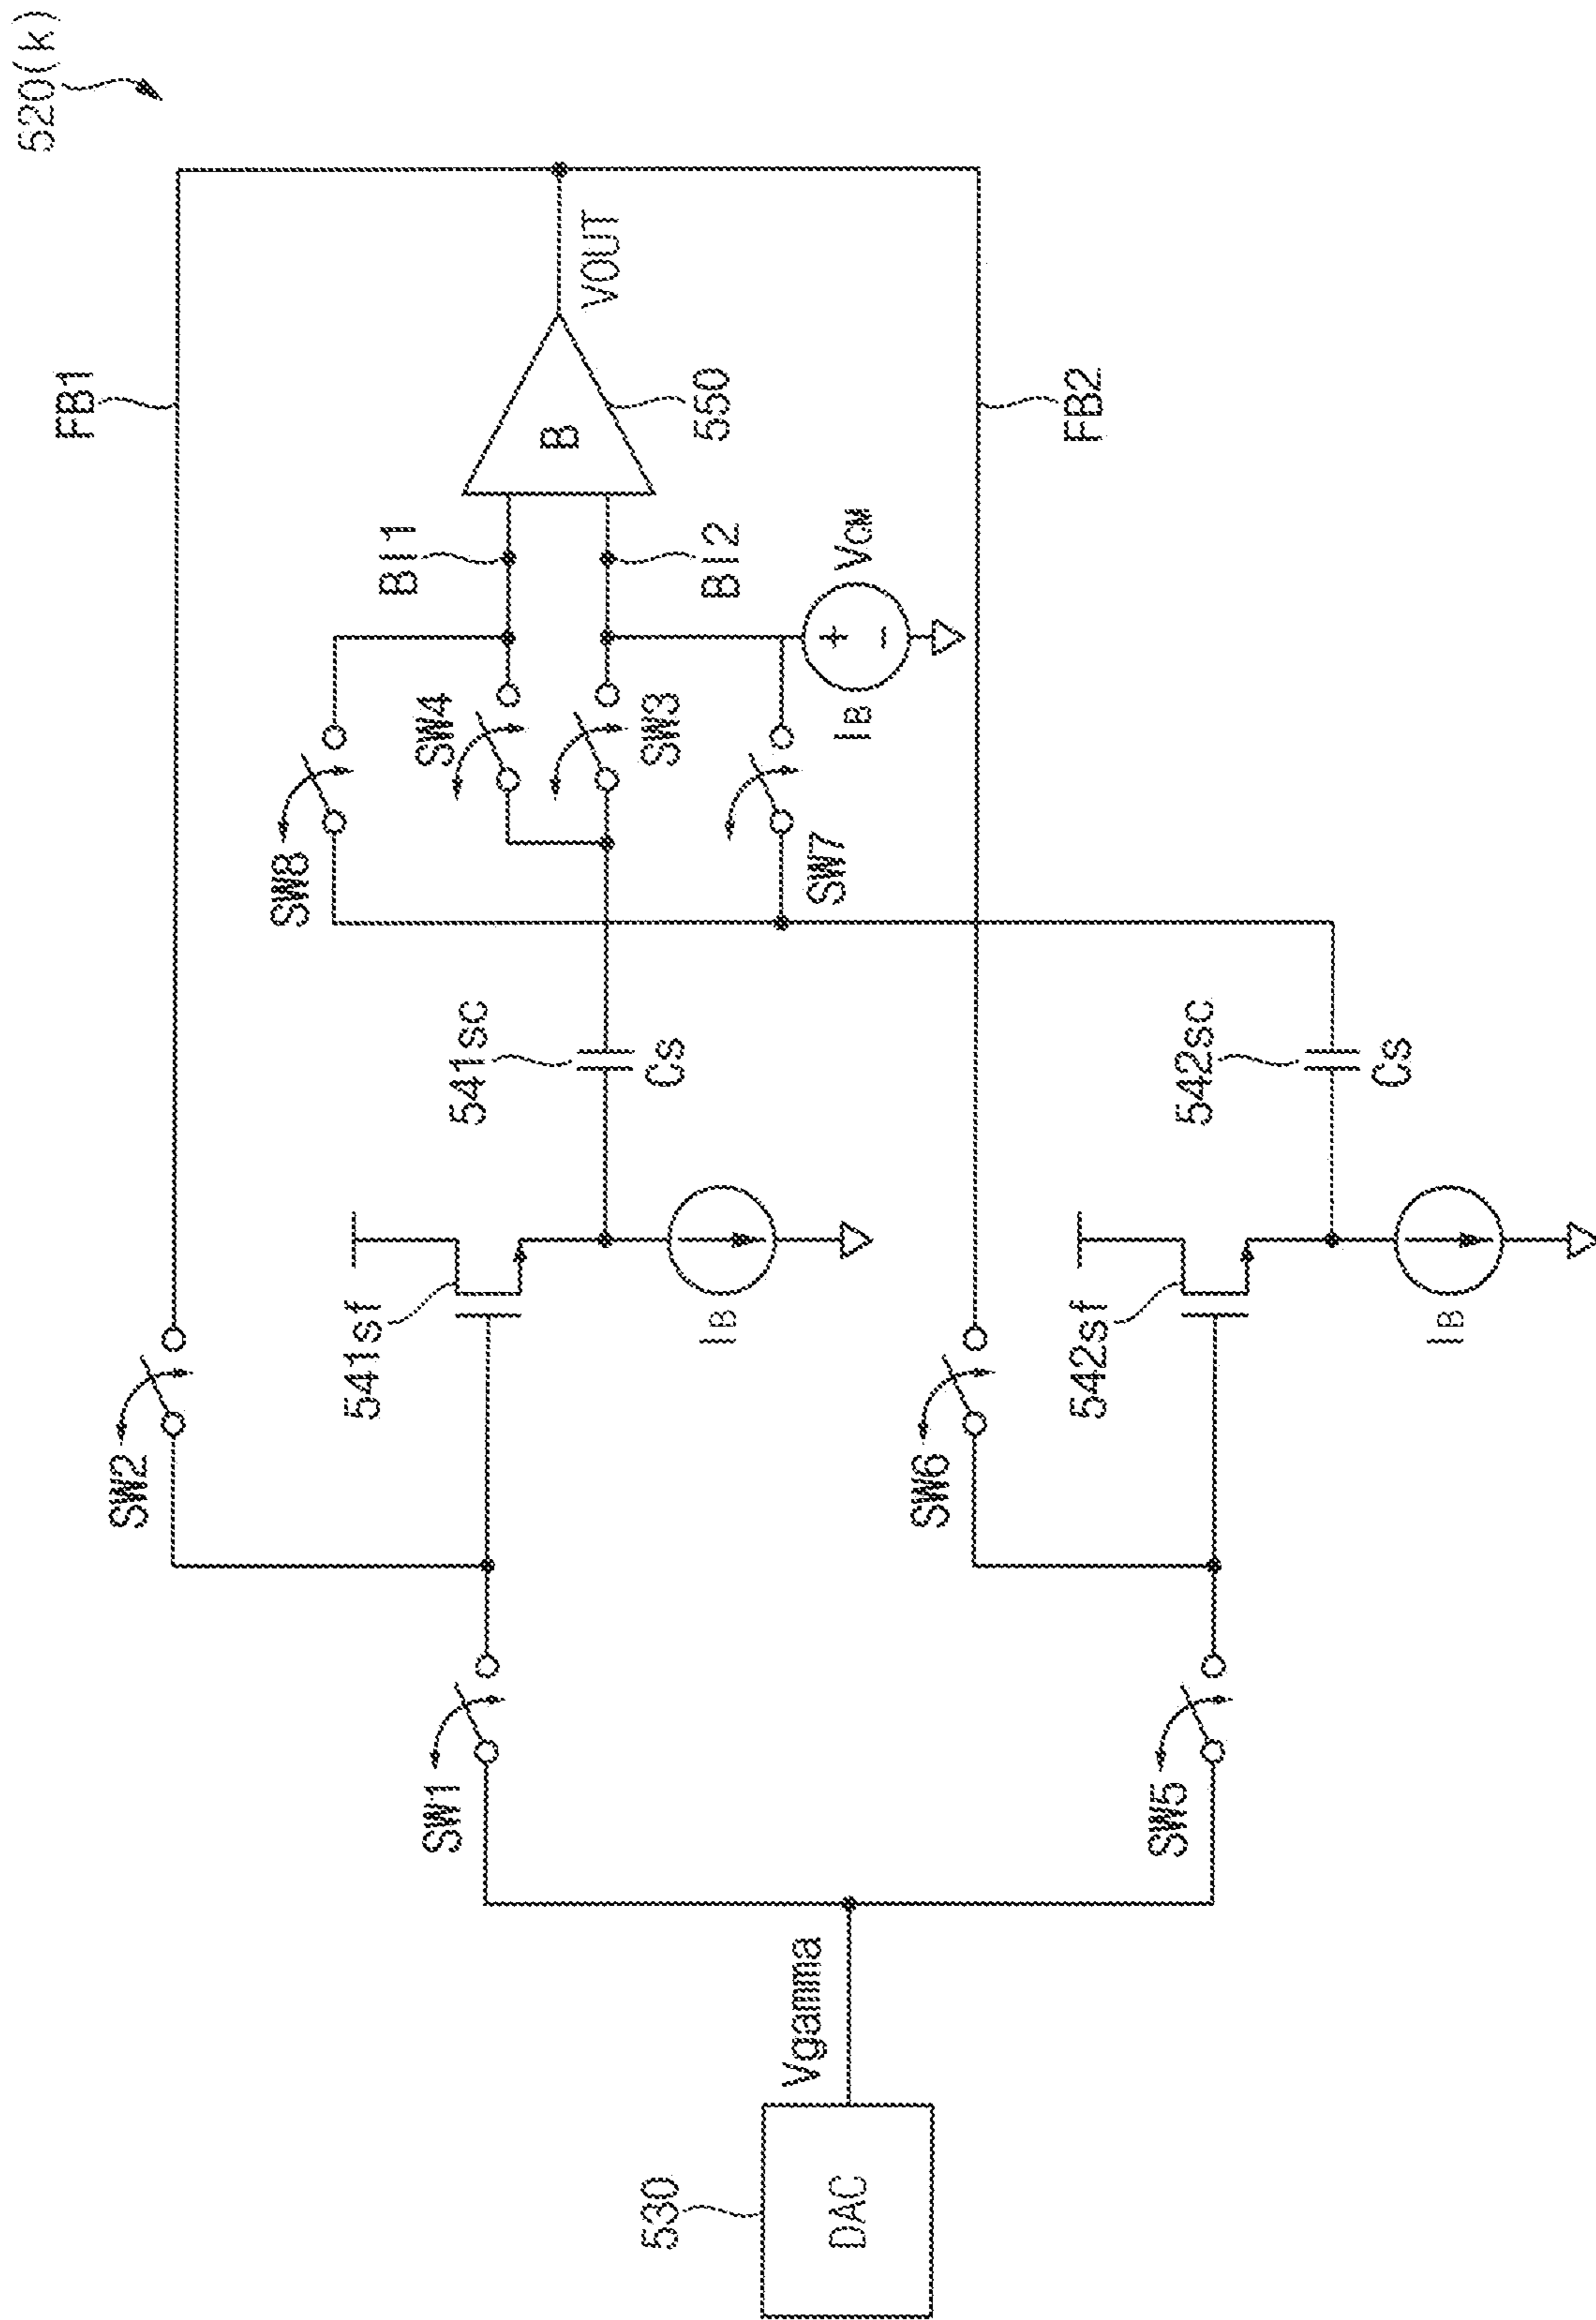 520(k)
FB1
SW2
SW8
BI1
SW4
541sf
541sc
SW1
B
VOUT
550
Cs
SW3
BI2
IB
SW7
IB
VCM
530
DAC
Vgamma
SW6
FB2
542sf
542sc
SW5
Cs
IB